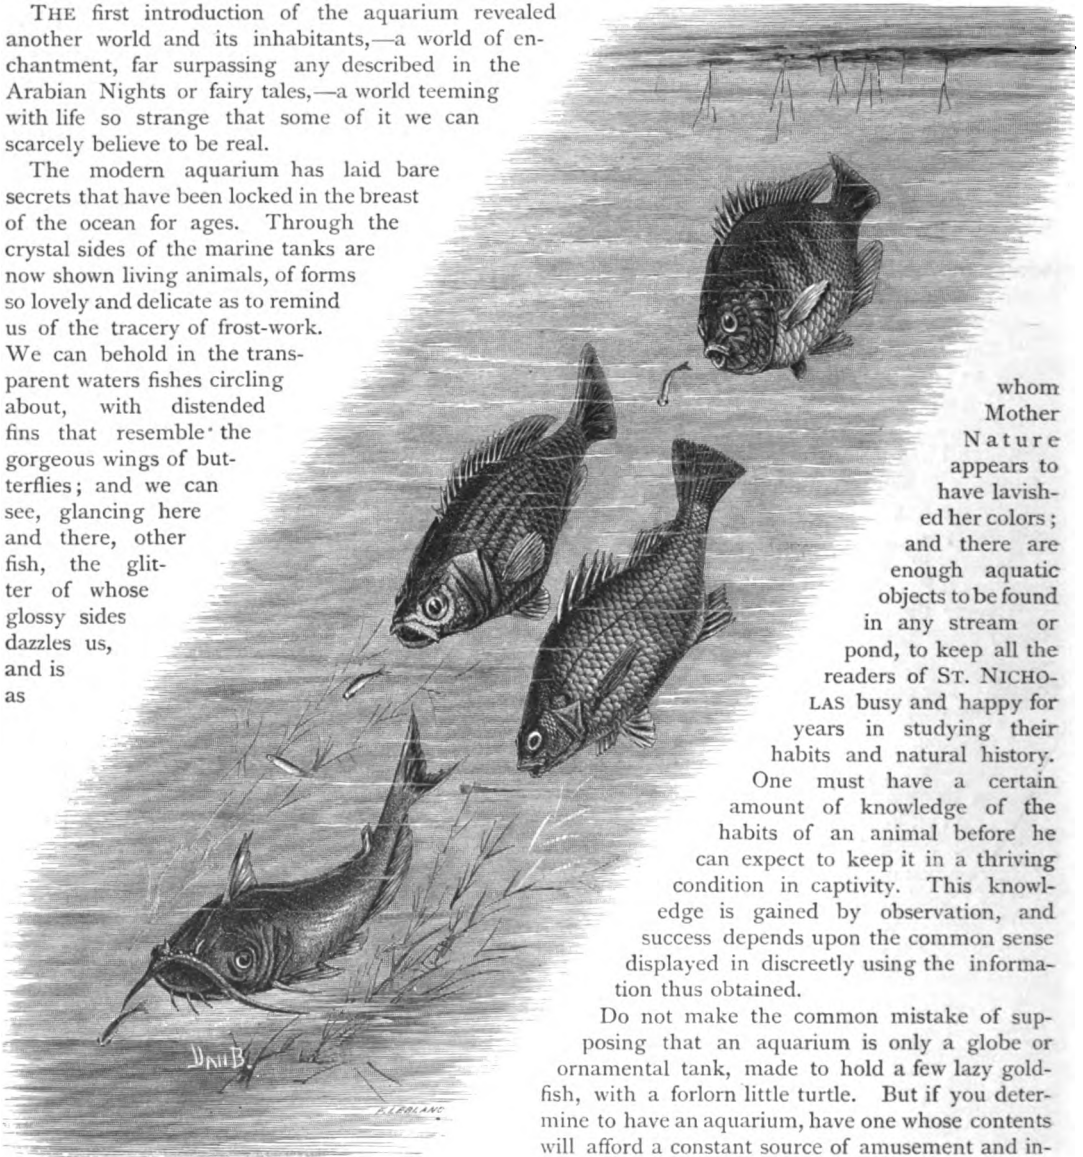 THE first introduction of the aquarium revealed
another world and its inhabitants,—a world of en-
chantment, far surpassing any described in the
Arabian Nights or fairy tales,—a world teeming
with life so strange that some of it we can
scarcely believe to be real.
The modern aquarium has laid bare
secrets that have been locked in the breast
of the ocean for ages. Through the
crystal sides of the marine tanks are
now shown living animals, of forms
so lovely and delicate as to remind
us of the tracery of frost-work.
We can behold in the trans-
parent waters fishes circling
about, with distended
fins that resemble the
gorgeous wings of but-
terflies; and we can
see, glancing here
and there, other
fish, the glit-
ter of whose
glossy sides
dazzles us,
and is
as
whom
Mother
Nature
appears to
have lavish-
ed her colors;
and there are
enough aquatic
objects to be found
in any stream or
pond, to keep all the
readers of ST. NICHO-
LAS busy and happy for
years in studying their
habits and natural history.
One must have a certain
amount of knowledge of the
habits of an animal before he
can expect to keep it in a thriving
condition in captivity. This knowl-
edge is gained by observation, and
success depends upon the common sense
displayed in discreetly using the informa-
tion thus obtained.
Do not make the common mistake of sup-
posing that an aquarium is only a globe or
ornamental tank, made to hold a few lazy gold-
fish, with a forlorn little turtle. But if you deter-
mine to have an aquarium, have one whose contents
will afford a constant source of amusement and in-
DAN B.
E. LEBLANC